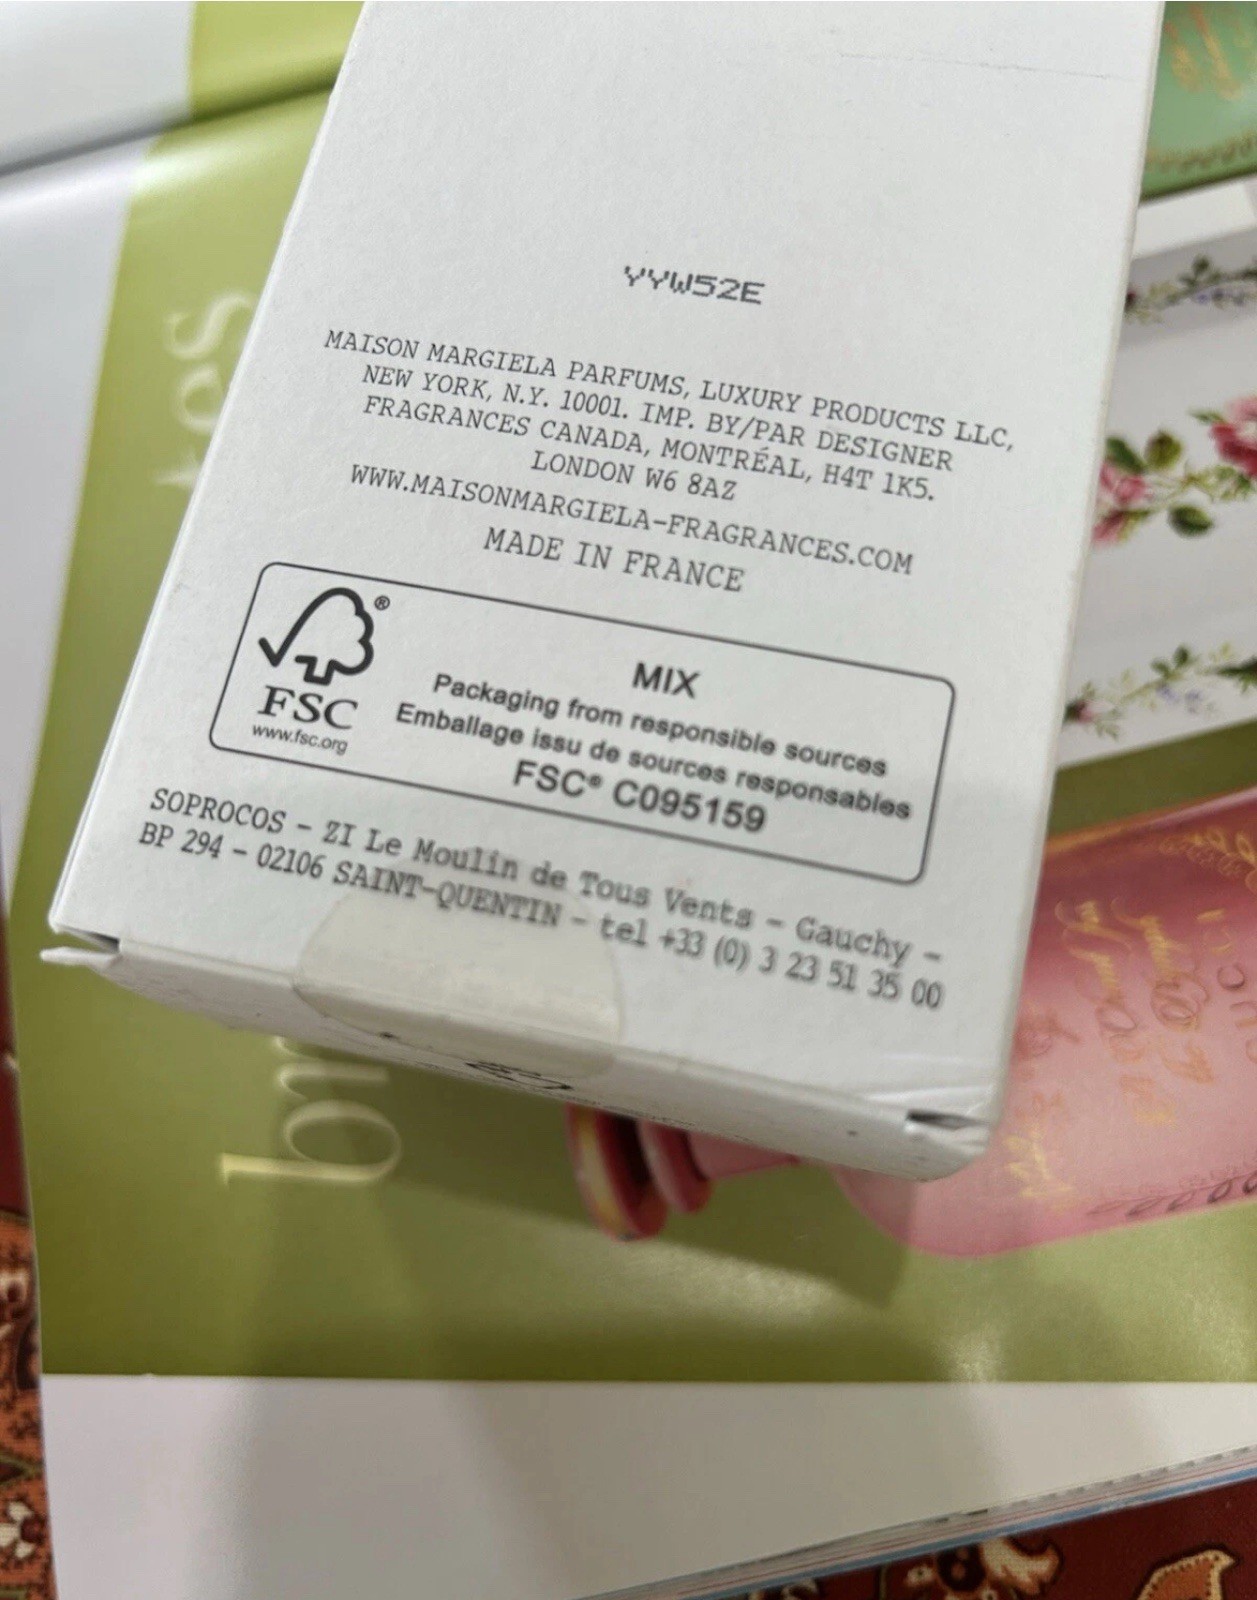 YYW52E
MAISON MARGIELA PARFUMS, LUXURY PRODUCTS LLC,
NEW YORK, N.Y. 10001. IMP. BY/PAR DESIGNER
FRAGRANCES CANADA, MONTRÉAL, H4T 1K5.
LONDON W6 8AZ
WWW.MAISONMARGIELA-FRAGRANCES.COM
MADE IN FRANCE
®
FSC
www.fsc.org
MIX
Packaging from responsible sources
Emballage issu de sources responsables
FSC® C095159
SOPROCOS - ZI Le Moulin de Tous Vents - Gauchy -
BP 294 - 02106 SAINT-QUENTIN - tel +33 (0) 3 23 51 35 00